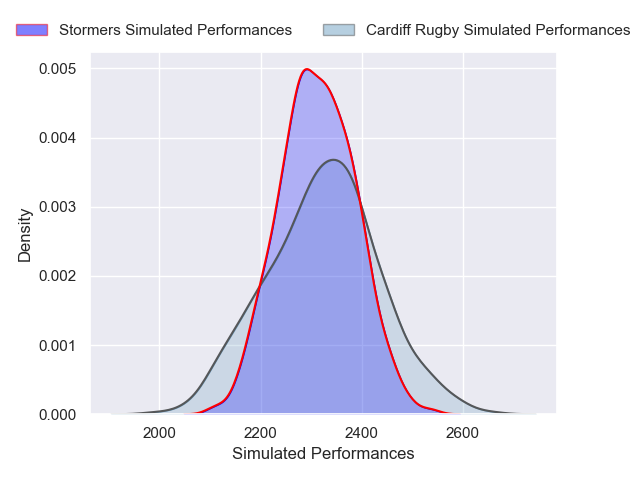 Stormers Simulated Performances Cardiff Rugby Simulated Performances
0.005
0.004
0.003
0.002
0.001
0.000
Density
2000 2200 2400 2600
Simulated Performances